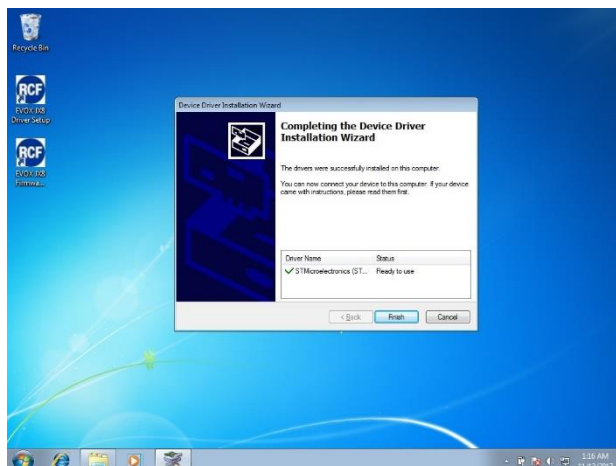 Recycle Bin
RCF
EVOX JX8
Driver Setup
RCF
EVOX JX8
Firmwa...
Device Driver Installation Wizard
Completing the Device Driver
Installation Wizard
The drivers were successfully installed on this computer.
You can now connect your device to this computer. If your device
came with instructions, please read them first.
Driver Name Status
STMicroelectronics (ST... Ready to use
< Back Finish Cancel
1:16 AM